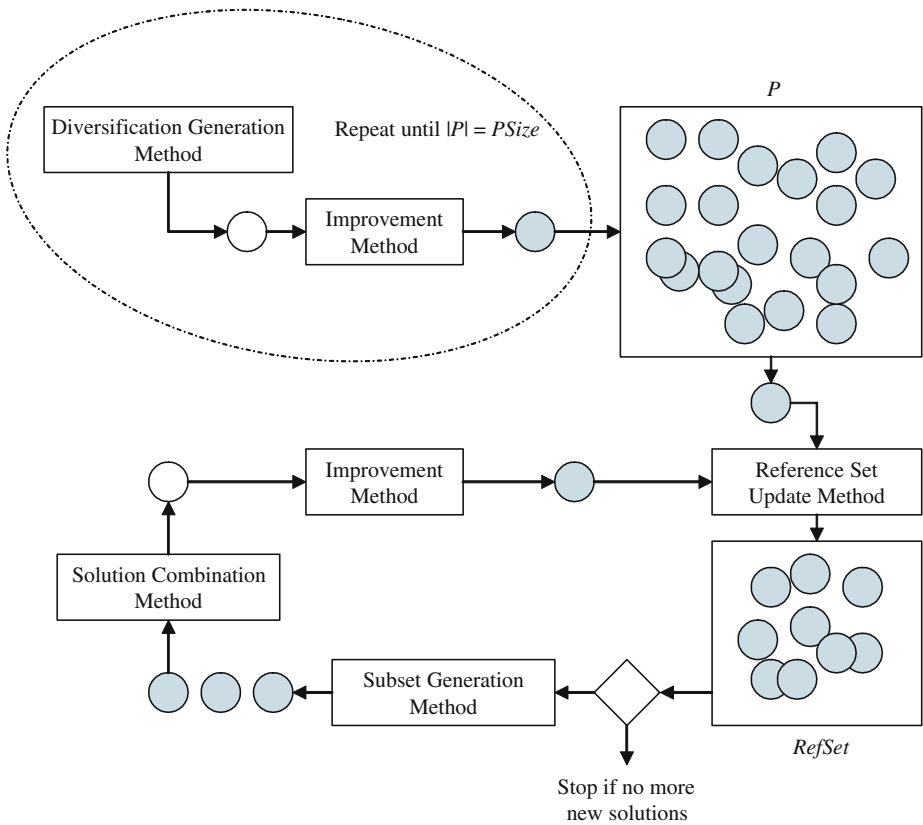 Diversification Generation
Method
Repeat until |P| = PSize
P
Improvement
Method
Improvement
Method
Reference Set
Update Method
Solution Combination
Method
Subset Generation
Method
RefSet
Stop if no more
new solutions